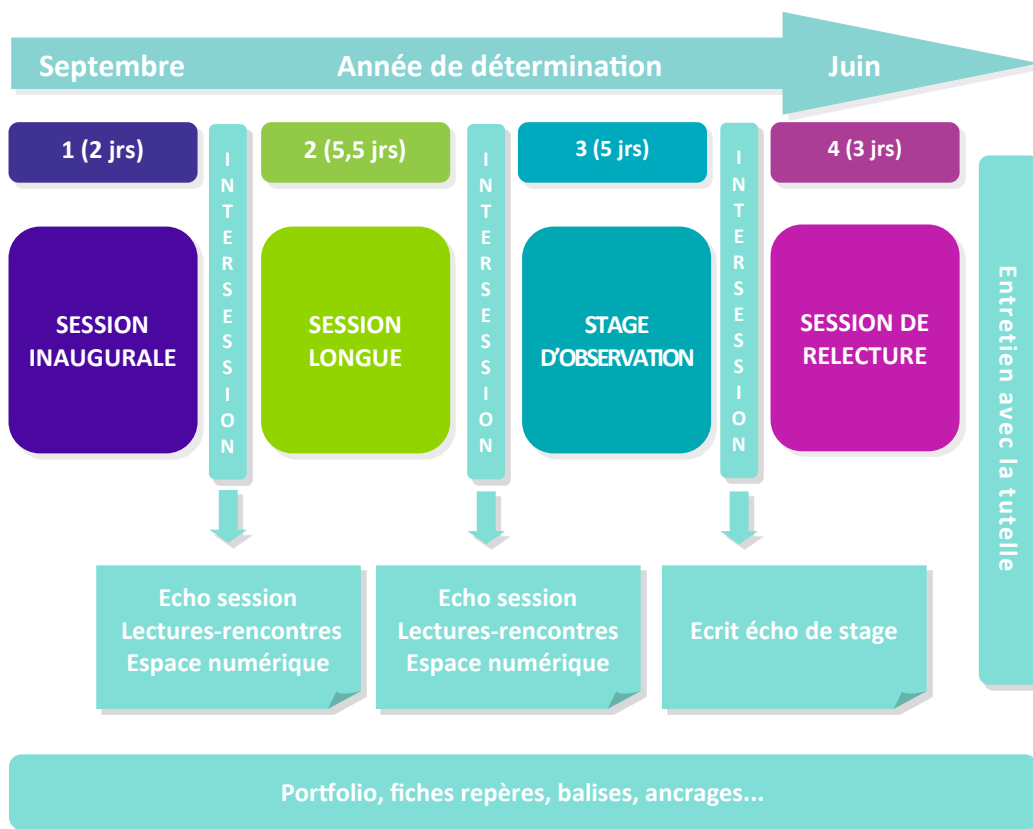 Septembre
Année de détermination
Juin
1 (2 jrs)
2 (5,5 jrs)
3 (5 jrs)
4 (3 jrs)
SESSION
INAUGURALE
INTERSESSION
SESSION
LONGUE
INTERSESSION
STAGE
D'OBSERVATION
INTERSESSION
SESSION DE
RELECTURE
Entretien avec la tutelle
Echo session
Lectures-rencontres
Espace numérique
Echo session
Lectures-rencontres
Espace numérique
Ecrit écho de stage
Portfolio, fiches repères, balises, ancrages...